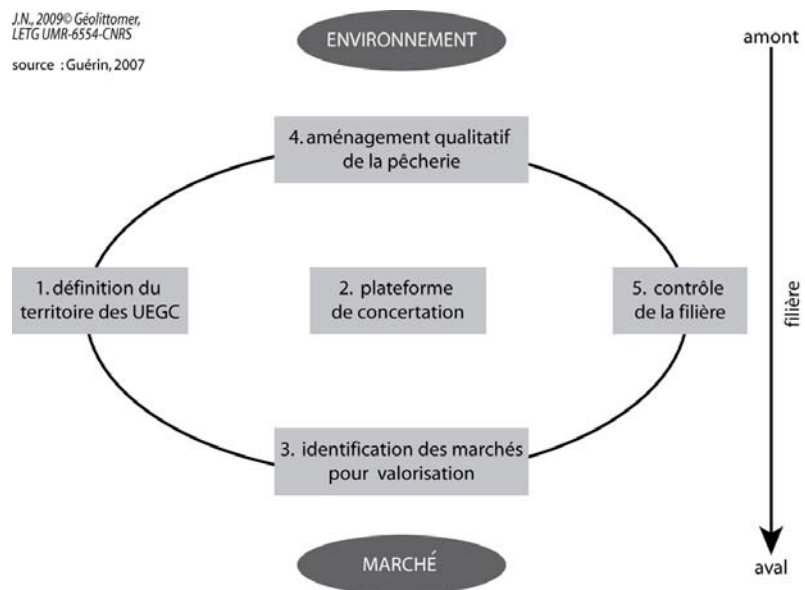 J.N., 2009© Géolittomer,
LETG UMR-6554-CNRS
source : Guérin, 2007
ENVIRONNEMENT
amont
4. aménagement qualitatif
de la pêcherie
1. définition du
territoire des UEGC
2. plateforme
de concertation
5. contrôle
de la filière
filière
3. identification des marchés
pour valorisation
MARCHÉ
aval